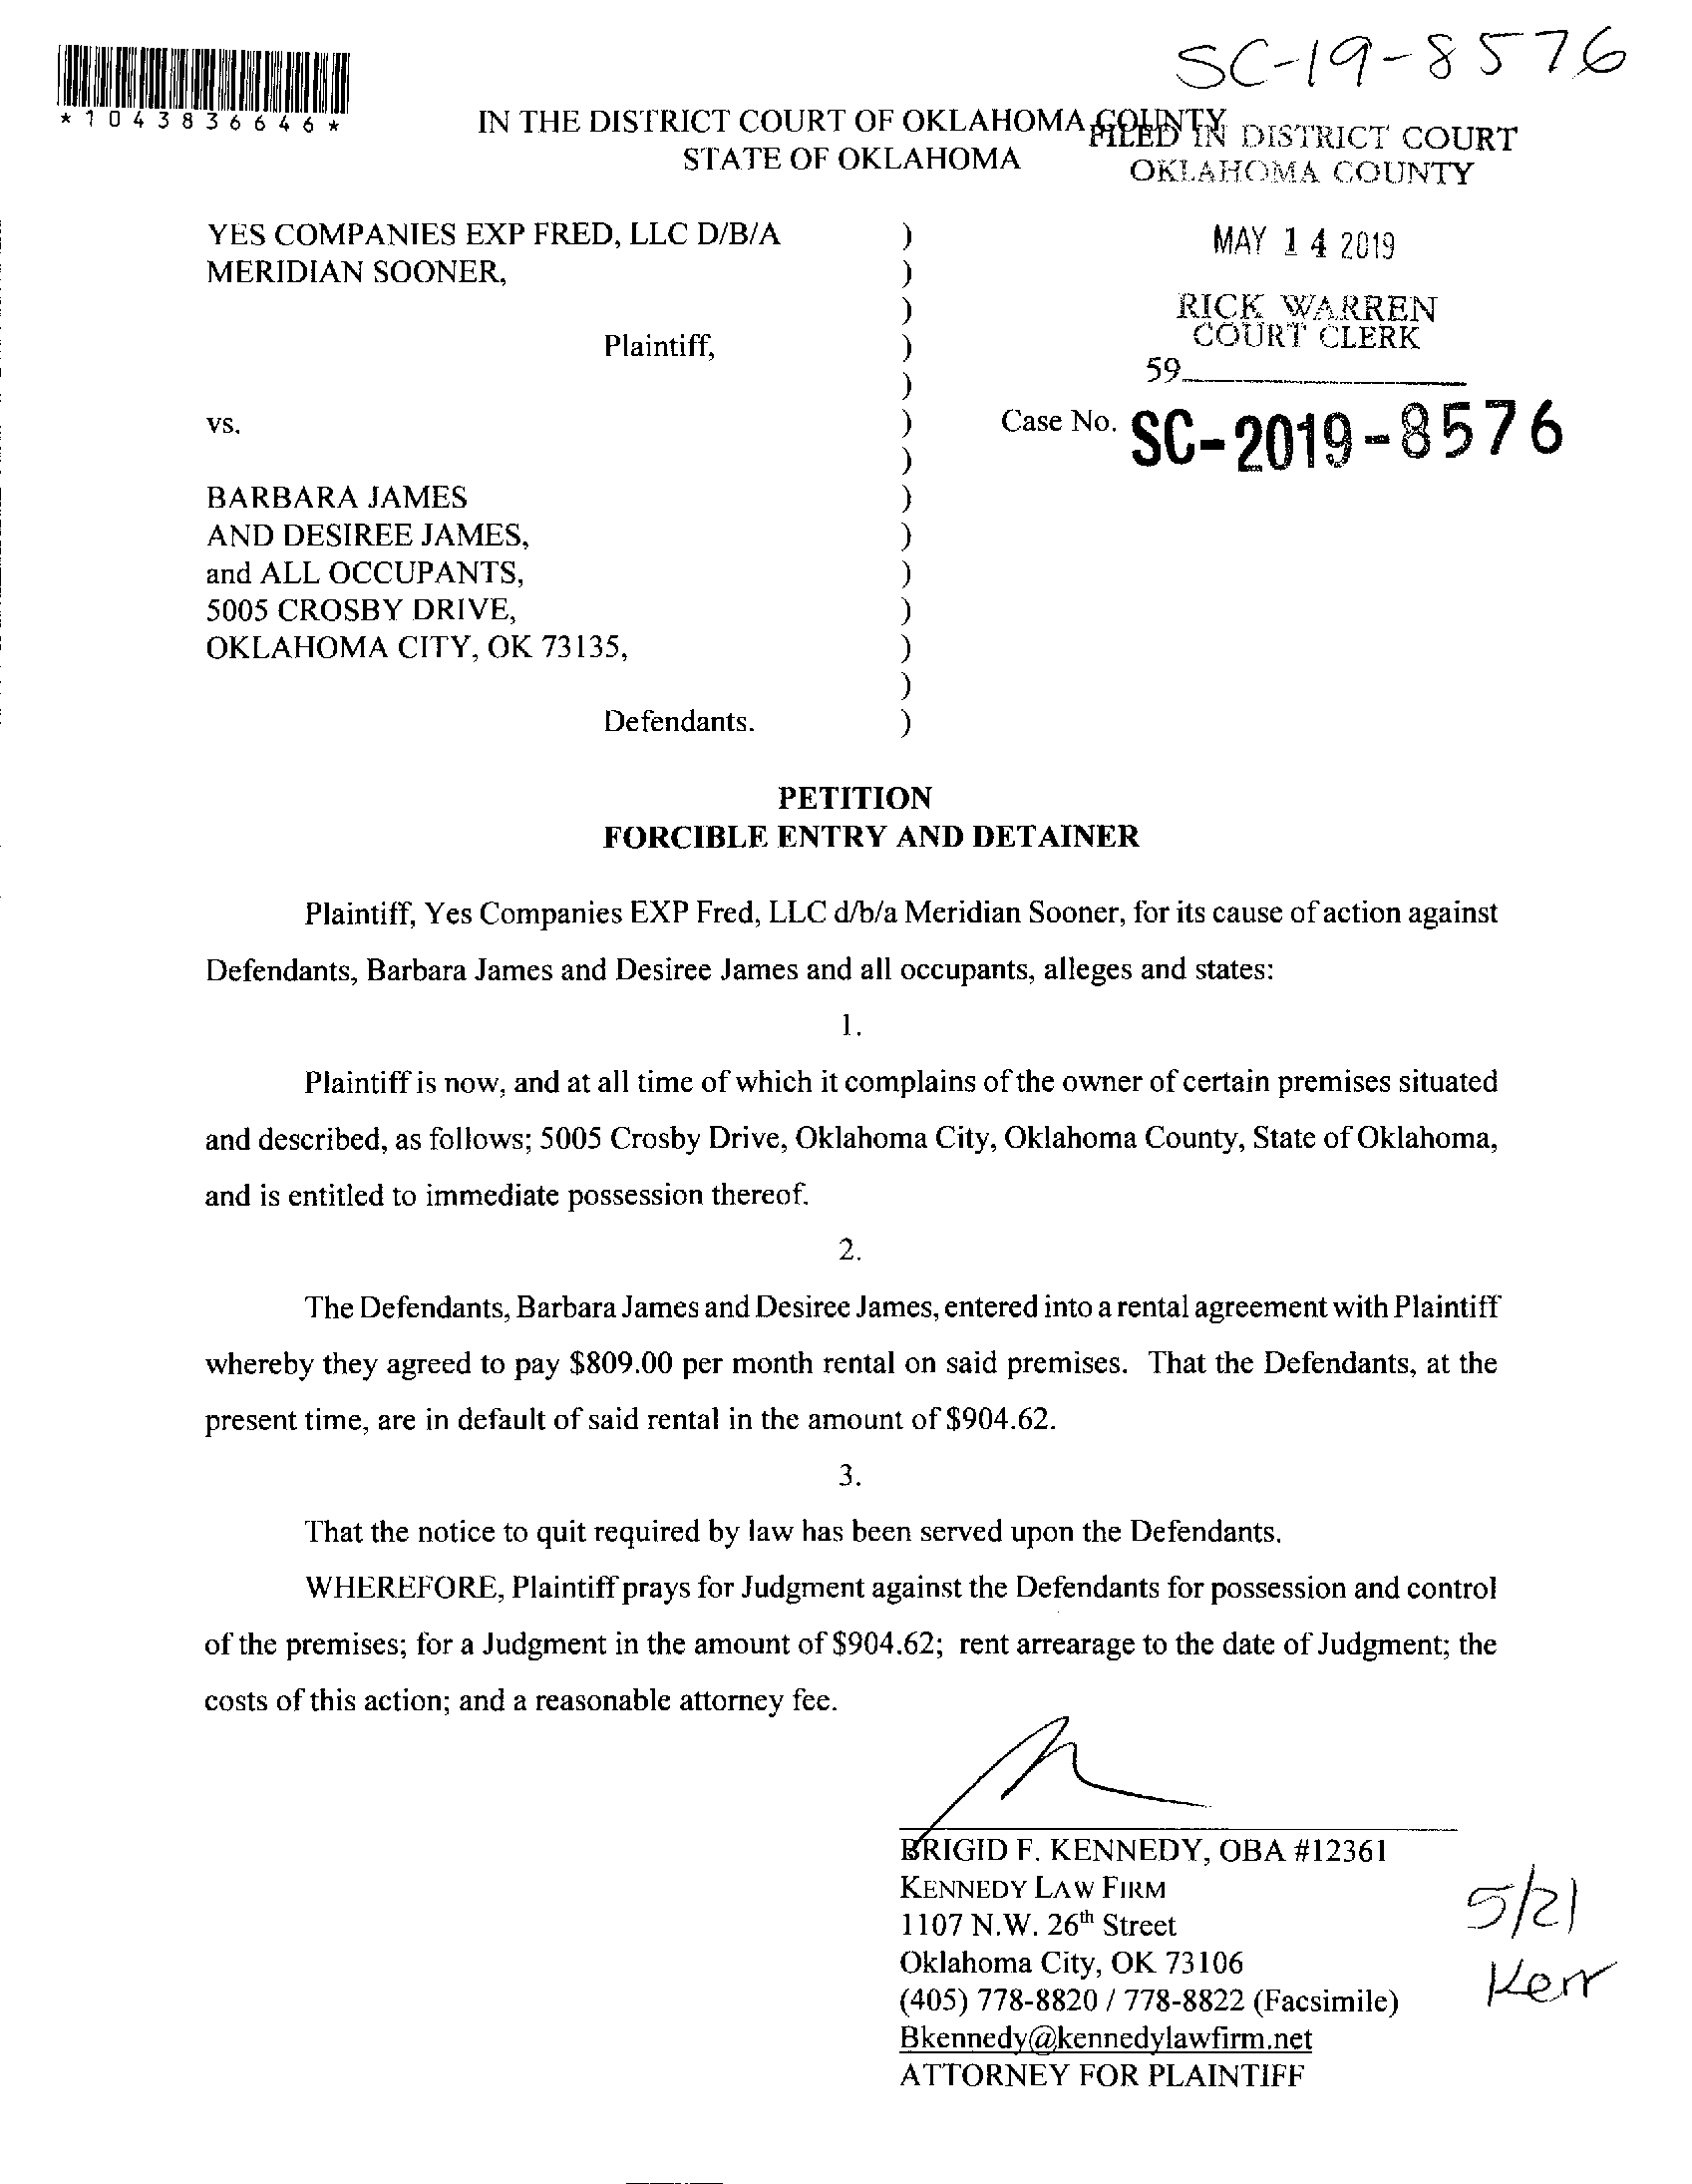 SC-19-8576
*1043836646*
IN THE DISTRICT COURT OF OKLAHOMA COUNTY
STATE OF OKLAHOMA
FILED IN DISTRICT COURT
OKLAHOMA COUNTY
MAY 14 2019
RICK WARREN
COURT CLERK
59
YES COMPANIES EXP FRED, LLC D/B/A )
MERIDIAN SOONER, )
)
Plaintiff, )
)
vs. ) Case No. SC-2019-8576
)
BARBARA JAMES )
AND DESIREE JAMES, )
and ALL OCCUPANTS, )
5005 CROSBY DRIVE, )
OKLAHOMA CITY, OK 73135, )
)
Defendants. )
PETITION
FORCIBLE ENTRY AND DETAINER
Plaintiff, Yes Companies EXP Fred, LLC d/b/a Meridian Sooner, for its cause of action against
Defendants, Barbara James and Desiree James and all occupants, alleges and states:
1.
Plaintiff is now, and at all time of which it complains of the owner of certain premises situated
and described, as follows; 5005 Crosby Drive, Oklahoma City, Oklahoma County, State of Oklahoma,
and is entitled to immediate possession thereof.
2.
The Defendants, Barbara James and Desiree James, entered into a rental agreement with Plaintiff
whereby they agreed to pay $809.00 per month rental on said premises. That the Defendants, at the
present time, are in default of said rental in the amount of $904.62.
3.
That the notice to quit required by law has been served upon the Defendants.
WHEREFORE, Plaintiff prays for Judgment against the Defendants for possession and control
of the premises; for a Judgment in the amount of $904.62; rent arrearage to the date of Judgment; the
costs of this action; and a reasonable attorney fee.
BRIGID F. KENNEDY, OBA #12361
KENNEDY LAW FIRM
1107 N.W. 26th Street
Oklahoma City, OK 73106
(405) 778-8820 / 778-8822 (Facsimile)
Bkennedy@kennedylawfirm.net
ATTORNEY FOR PLAINTIFF
5/21
Kerr